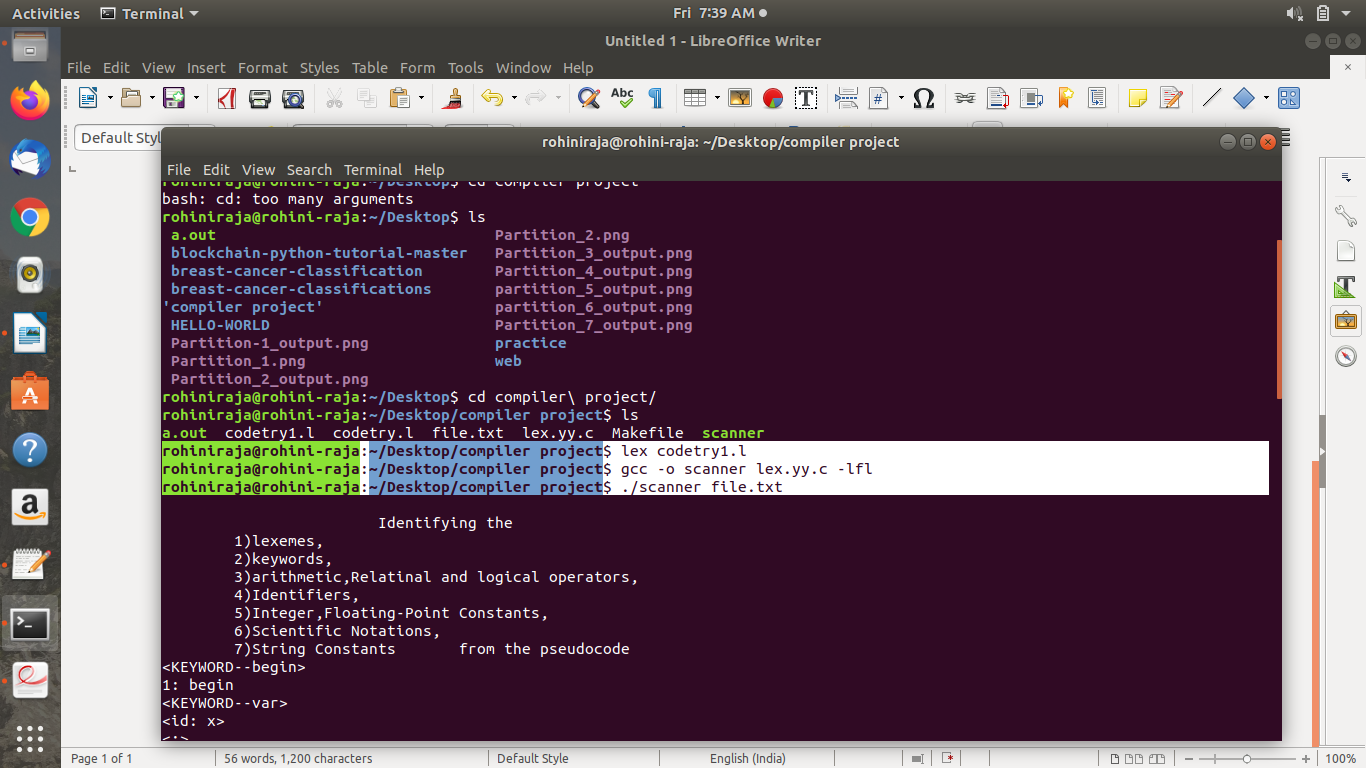 Activities Terminal Fri 7:39 AM
Untitled 1 - LibreOffice Writer
File Edit View Insert Format Styles Table Form Tools Window Help
Abc
Default Styl
rohiniraja@rohini-raja: ~/Desktop/compiler project
File Edit View Search Terminal Help
rohiniraja@rohini-raja:~/Desktop$ cd compiler project
bash: cd: too many arguments
rohiniraja@rohini-raja:~/Desktop$ ls
a.out Partition_2.png
blockchain-python-tutorial-master Partition_3_output.png
breast-cancer-classification Partition_4_output.png
breast-cancer-classifications partition_5_output.png
'compiler project' partition_6_output.png
HELLO-WORLD Partition_7_output.png
Partition-1_output.png practice
Partition_1.png web
Partition_2_output.png
rohiniraja@rohini-raja:~/Desktop$ cd compiler\ project/
rohiniraja@rohini-raja:~/Desktop/compiler project$ ls
a.out codetry1.l codetry.l file.txt lex.yy.c Makefile scanner
rohiniraja@rohini-raja:~/Desktop/compiler project$ lex codetry1.l
rohiniraja@rohini-raja:~/Desktop/compiler project$ gcc -o scanner lex.yy.c -lfl
rohiniraja@rohini-raja:~/Desktop/compiler project$ ./scanner file.txt
Identifying the
1)lexemes,
2)keywords,
3)arithmetic,Relatinal and logical operators,
4)Identifiers,
5)Integer,Floating-Point Constants,
6)Scientific Notations,
7)String Constants from the pseudocode
<KEYWORD--begin>
1: begin
<KEYWORD--var>
<id: x>
Page 1 of 1 56 words, 1,200 characters Default Style English (India) 100%